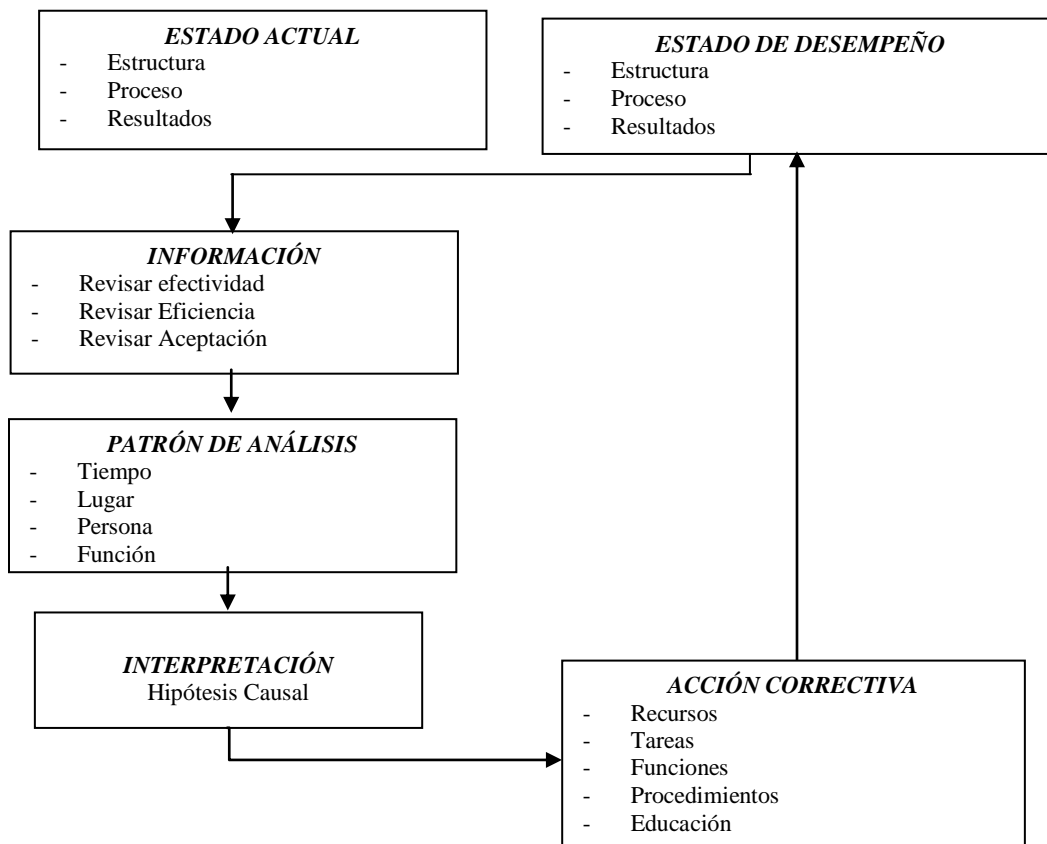 ESTADO ACTUAL
- Estructura
- Proceso
- Resultados
ESTADO DE DESEMPEÑO
- Estructura
- Proceso
- Resultados
INFORMACIÓN
- Revisar efectividad
- Revisar Eficiencia
- Revisar Aceptación
PATRÓN DE ANÁLISIS
- Tiempo
- Lugar
- Persona
- Función
INTERPRETACIÓN
Hipótesis Causal
ACCIÓN CORRECTIVA
- Recursos
- Tareas
- Funciones
- Procedimientos
- Educación